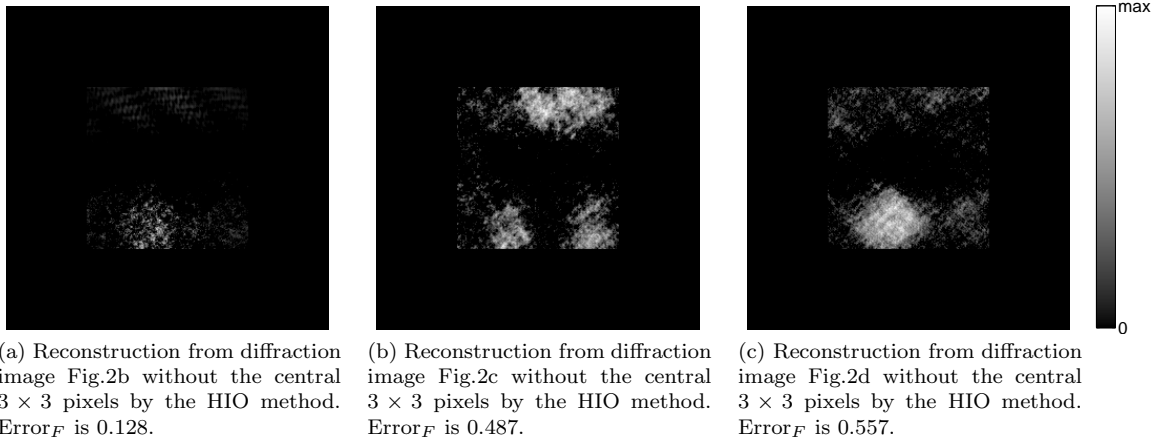 max
0
(a) Reconstruction from diffraction
image Fig.2b without the central
3 × 3 pixels by the HIO method.
Error_F is 0.128.
(b) Reconstruction from diffraction
image Fig.2c without the central
3 × 3 pixels by the HIO method.
Error_F is 0.487.
(c) Reconstruction from diffraction
image Fig.2d without the central
3 × 3 pixels by the HIO method.
Error_F is 0.557.